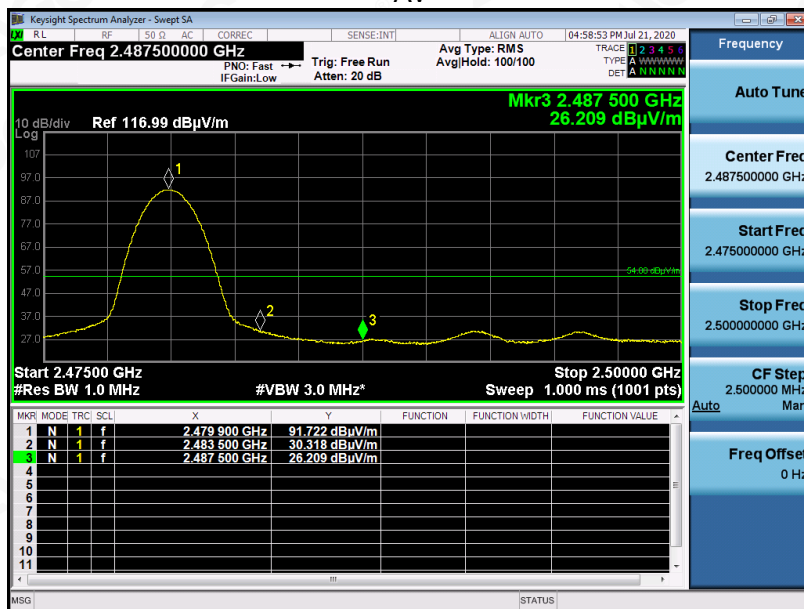 Keysight Spectrum Analyzer - Swept SA
LXI RL RF 50 Ω AC CORREC SENSE:INT ALIGN AUTO 04:58:53 PM Jul 21, 2020
Center Freq 2.487500000 GHz
PNO: Fast
IFGain:Low
Trig: Free Run
Atten: 20 dB
Avg Type: RMS
Avg|Hold: 100/100
TRACE 1 2 3 4 5 6
TYPE A WWWWW
DET A N N N N N
Mkr3 2.487 500 GHz
26.209 dBµV/m
10 dB/div Ref 116.99 dBµV/m
Log
107
97.0
87.0
77.0
67.0
57.0
47.0
37.0
27.0
1
2
3
54.00 dBµV/m
Start 2.47500 GHz Stop 2.50000 GHz
#Res BW 1.0 MHz #VBW 3.0 MHz* Sweep 1.000 ms (1001 pts)
MKR MODE TRC SCL X Y FUNCTION FUNCTION WIDTH FUNCTION VALUE
1 N 1 f 2.479 900 GHz 91.722 dBµV/m
2 N 1 f 2.483 500 GHz 30.318 dBµV/m
3 N 1 f 2.487 500 GHz 26.209 dBµV/m
4
5
6
7
8
9
10
11
MSG STATUS
Frequency
Auto Tune
Center Freq
2.487500000 GHz
Start Freq
2.475000000 GHz
Stop Freq
2.500000000 GHz
CF Step
2.500000 MHz
Auto Man
Freq Offset
0 Hz